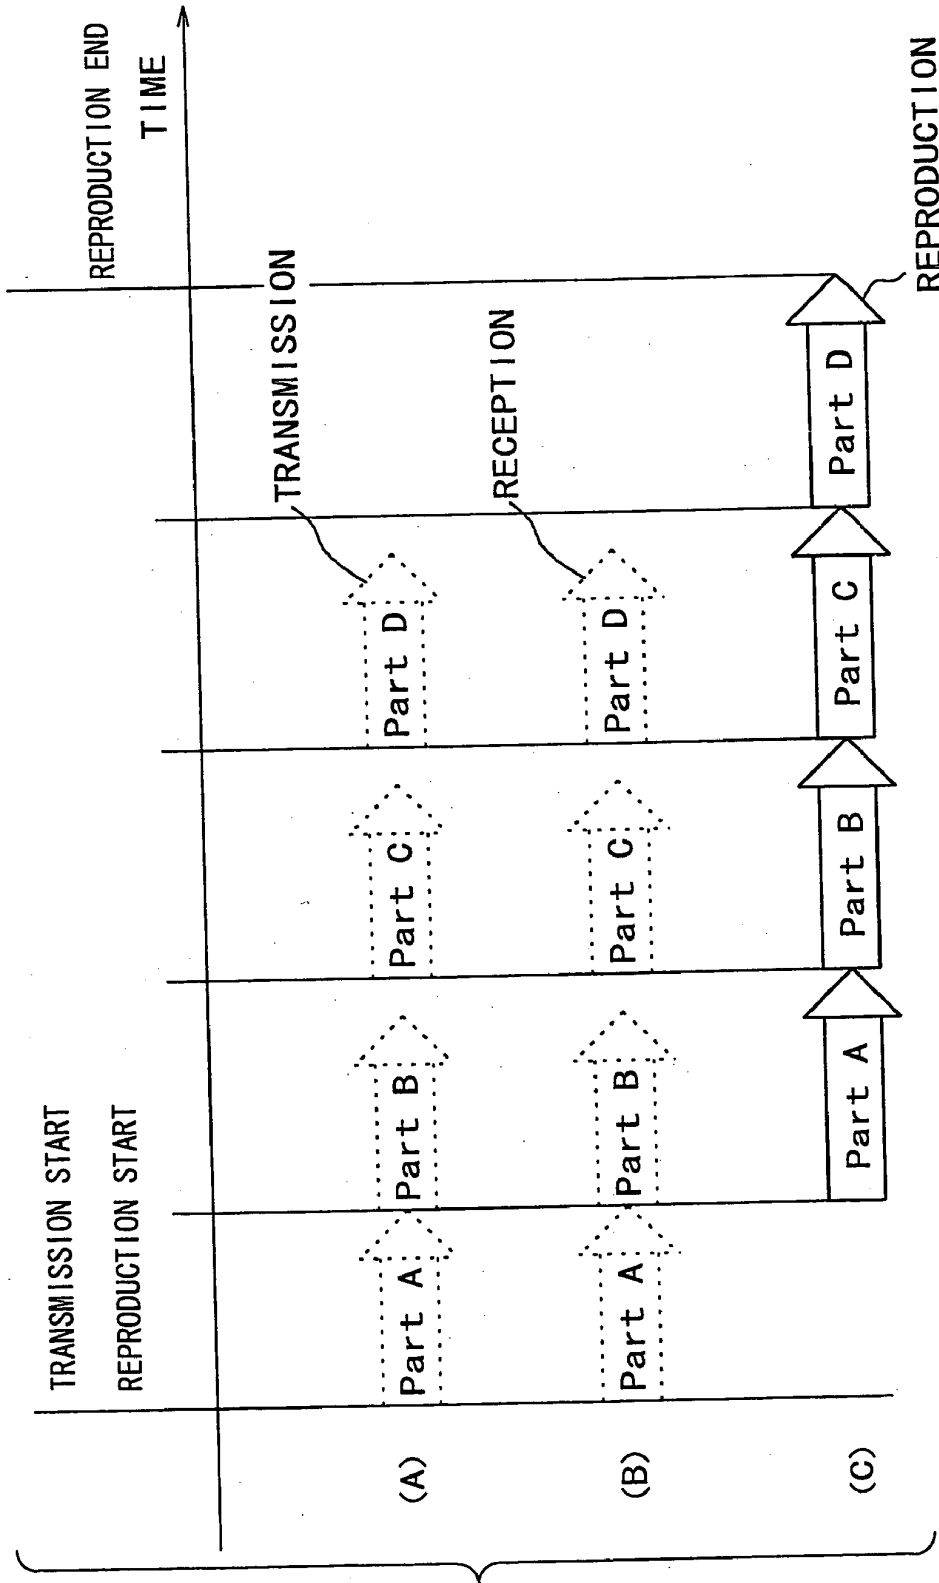 TRANSMISSION START
REPRODUCTION START
REPRODUCTION END
TIME
TRANSMISSION
(A)
Part A
Part B
Part C
Part D
RECEPTION
(B)
Part A
Part B
Part C
Part D
(C)
Part A
Part B
Part C
Part D
REPRODUCTION